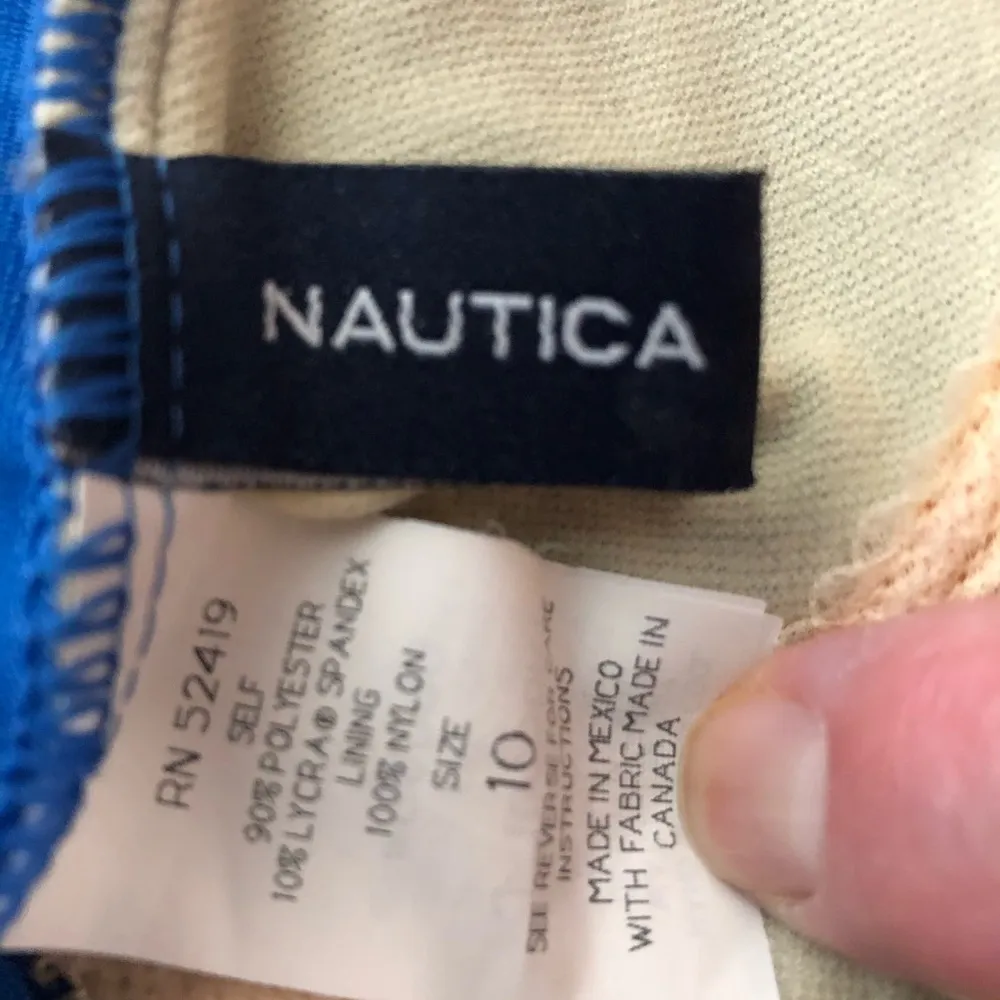 NAUTICA
RN 52419
SELF
90% POLYESTER
10% LYCRA® SPANDEX
LINING
100% NYLON
SIZE
10
SEE REVERSE FOR CARE
INSTRUCTIONS
MADE IN MEXICO
WITH FABRIC MADE IN
CANADA